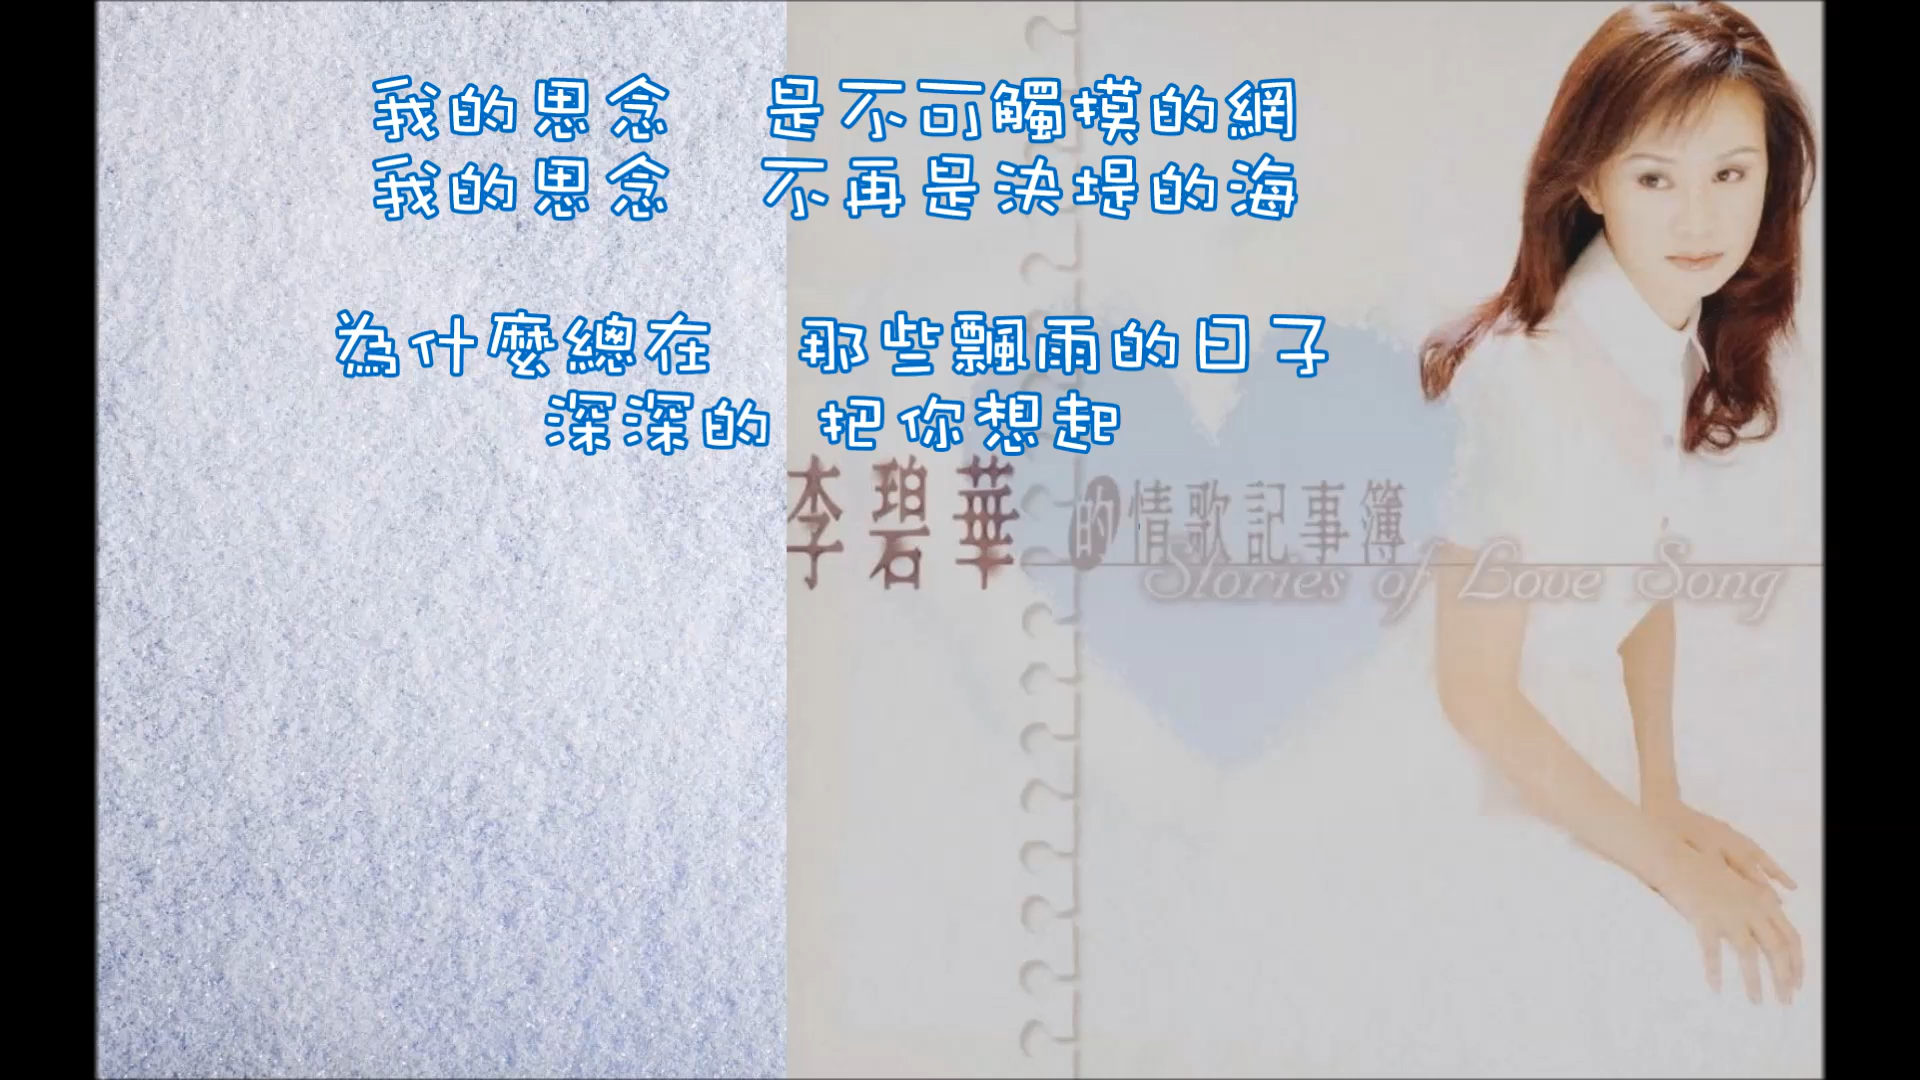 我的思念 是不可觸摸的網
我的思念 不再是決堤的海
為什麼總在 那些飄雨的日子
深深的 把你想起
李碧華 的情歌記事簿
Stories of Love Song